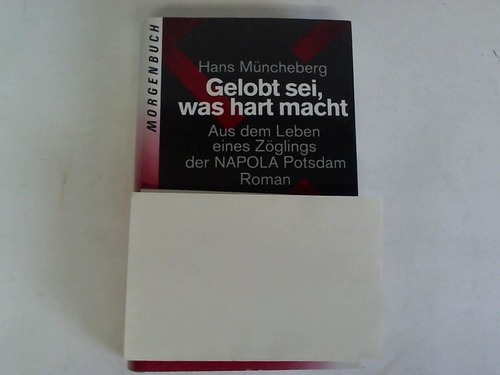 MORGENBUCH
Hans Müncheberg
Gelobt sei,
was hart macht
Aus dem Leben
eines Zöglings
der NAPOLA Potsdam
Roman